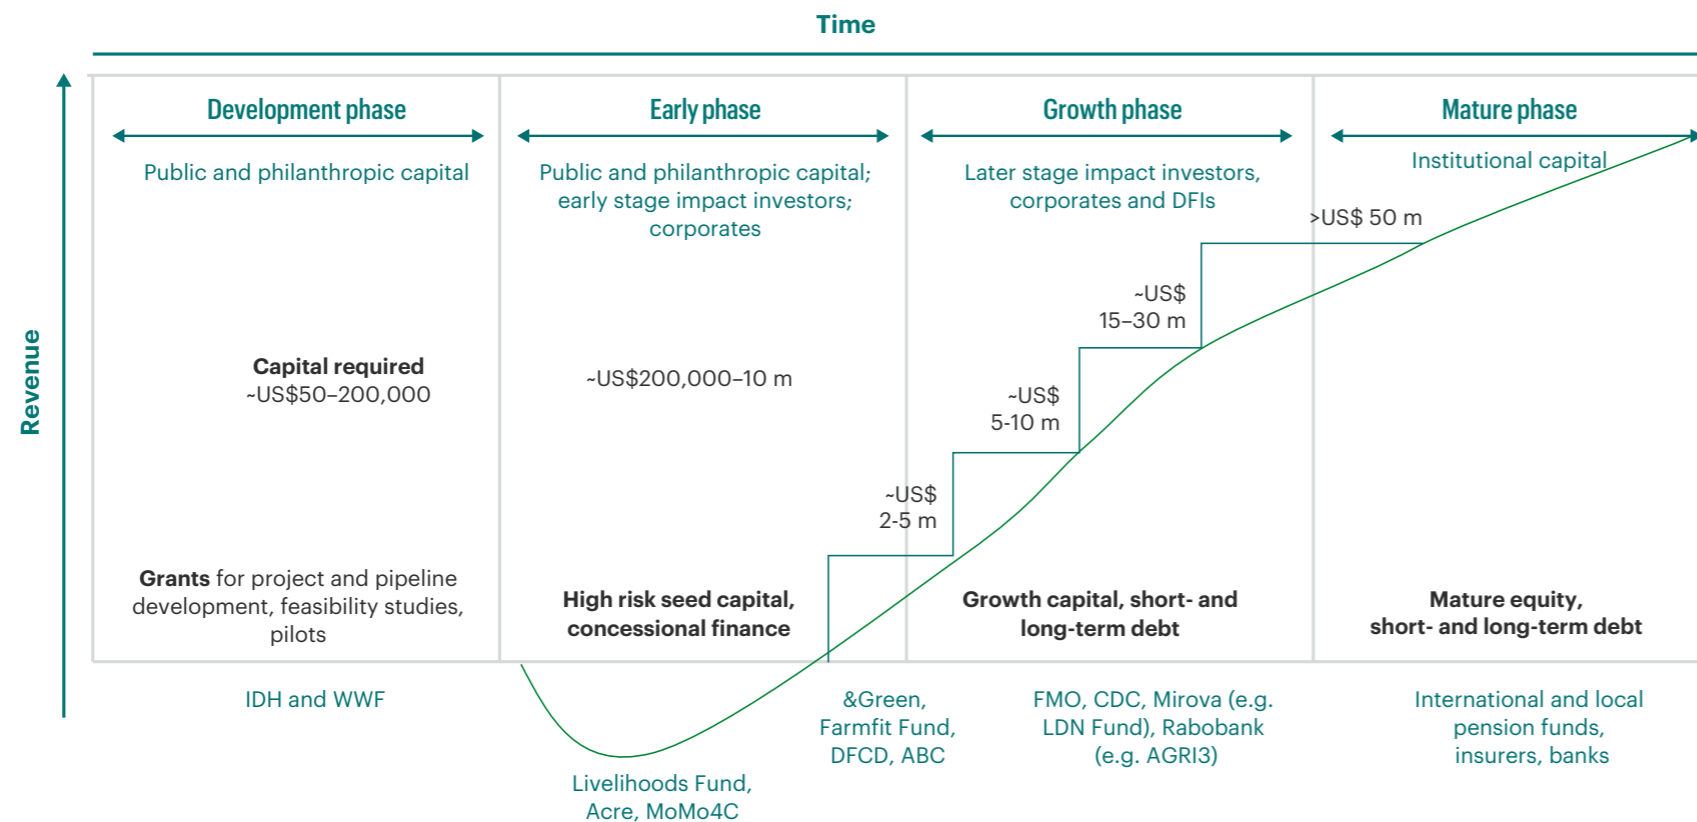 Time
Revenue
Development phase
Public and philanthropic capital
Capital required
~US$50–200,000
Grants for project and pipeline
development, feasibility studies,
pilots
IDH and WWF
Early phase
Public and philanthropic capital;
early stage impact investors;
corporates
~US$200,000–10 m
High risk seed capital,
concessional finance
Livelihoods Fund,
Acre, MoMo4C
&Green,
Farmfit Fund,
DFCD, ABC
Growth phase
Later stage impact investors,
corporates and DFIs
~US$
2-5 m
~US$
5-10 m
~US$
15–30 m
>US$ 50 m
Growth capital, short- and
long-term debt
FMO, CDC, Mirova (e.g.
LDN Fund), Rabobank
(e.g. AGRI3)
Mature phase
Institutional capital
Mature equity,
short- and long-term debt
International and local
pension funds,
insurers, banks